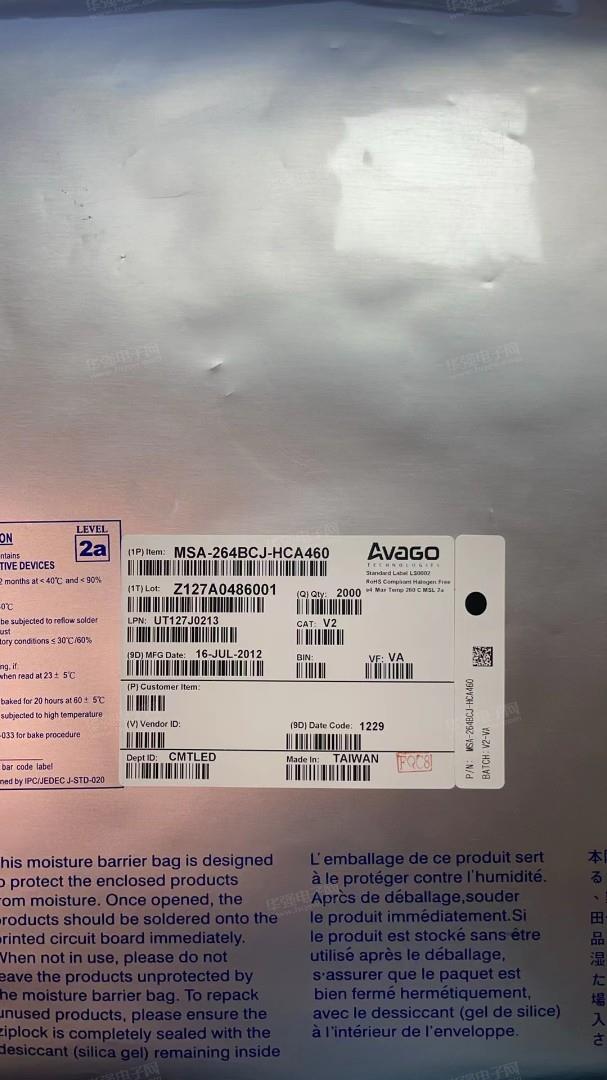 ON
ntains
TIVE DEVICES
2 months at < 40℃ and < 90%
0℃
be subjected to reflow solder
ust
tory conditions ≤ 30℃/60%
ng, if.
when read at 23 ± 5℃
baked for 20 hours at 60 ± 5℃
subjected to high temperature
-033 for bake procedure
bar code label
ned by IPC/JEDEC J-STD-020
LEVEL
2a
(1P) Item: MSA-264BCJ-HCA460
AVAGO
TECHNOLOGIES
Standard Label LS0002
RoHS Compliant Halogen Free
e4 Max Temp 260 C MSL 2a
(1T) Lot: Z127A0486001
(Q) Qty: 2000
LPN: UT127J0213
CAT: V2
(9D) MFG Date: 16-JUL-2012
BIN:
VF: VA
(P) Customer Item:
(V) Vendor ID:
(9D) Date Code: 1229
Dept ID: CMTLED
Made In: TAIWAN
FQC8
P/N: MSA-264BCJ-HCA460
BATCH: V2-VA
his moisture barrier bag is designed
o protect the enclosed products
rom moisture. Once opened, the
products should be soldered onto the
printed circuit board immediately.
When not in use, please do not
eave the products unprotected by
he moisture barrier bag. To repack
unused products, please ensure the
ziplock is completely sealed with the
desiccant (silica gel) remaining inside
L'emballage de ce produit sert
à le protéger contre l'humidité.
Après de déballage,souder
le produit immédiatement.Si
le produit est stocké sans être
utilisé après le déballage,
s'assurer que le paquet est
bien fermé hermétiquement,
avec le dessiccant (gel de silice)
à l'intérieur de l'enveloppe.
本
る
、
田
品
湿
た
場
入
さ
华强电子网